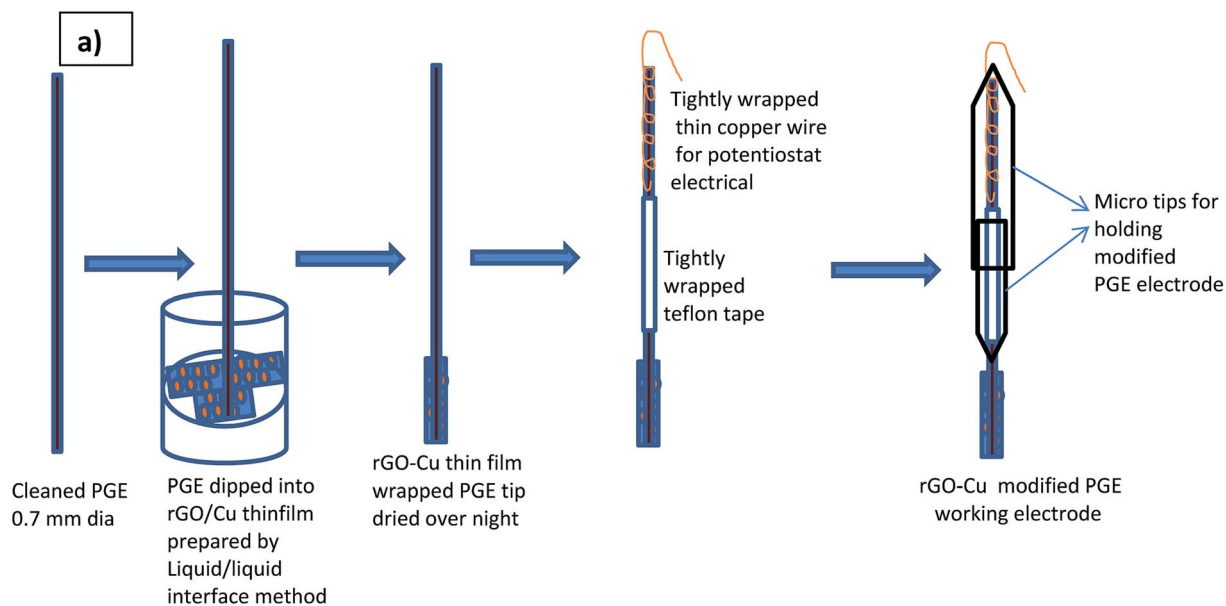 a)
Cleaned PGE
0.7 mm dia
PGE dipped into
rGO/Cu thinfilm
prepared by
Liquid/liquid
interface method
rGO-Cu thin film
wrapped PGE tip
dried over night
Tightly wrapped
thin copper wire
for potentiostat
electrical
Tightly
wrapped
teflon tape
Micro tips for
holding
modified
PGE electrode
rGO-Cu modified PGE
working electrode